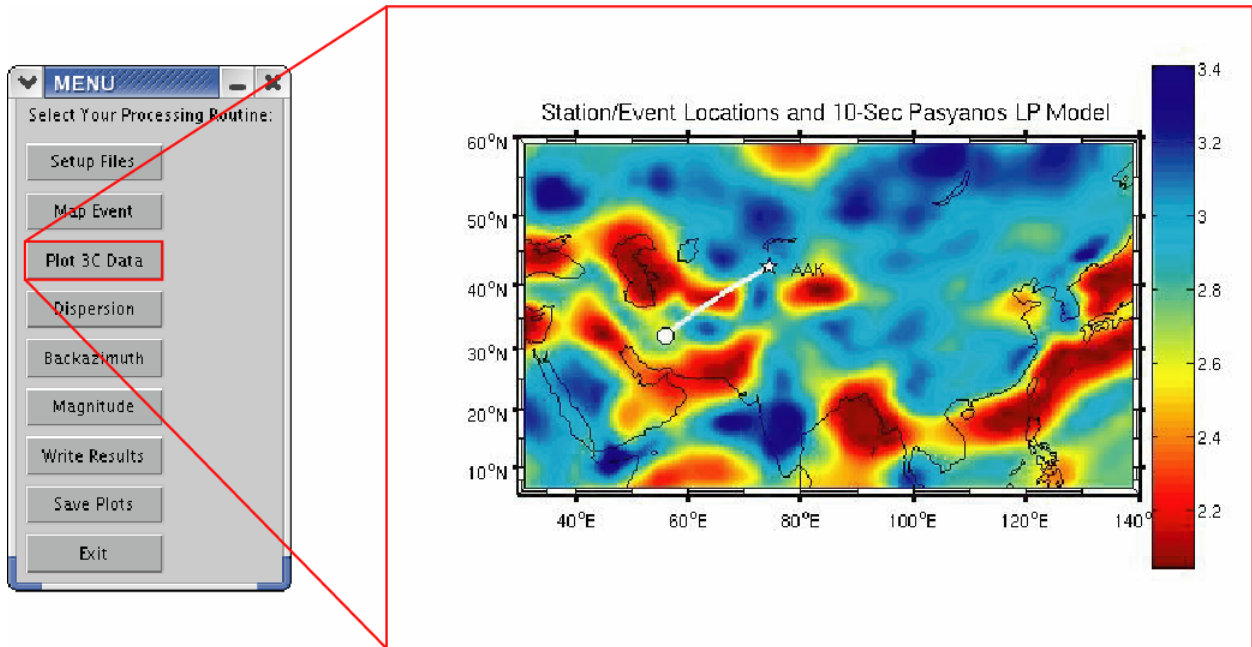 MENU
Select Your Processing Routine:
Setup Files
Map Event
Plot 3C Data
Dispersion
Backazimuth
Magnitude
Write Results
Save Plots
Exit
Station/Event Locations and 10-Sec Pasyanos LP Model
60°N
50°N
40°N
30°N
20°N
10°N
AAK
40°E
60°E
80°E
100°E
120°E
140°
3.4
3.2
3
2.8
2.6
2.4
2.2